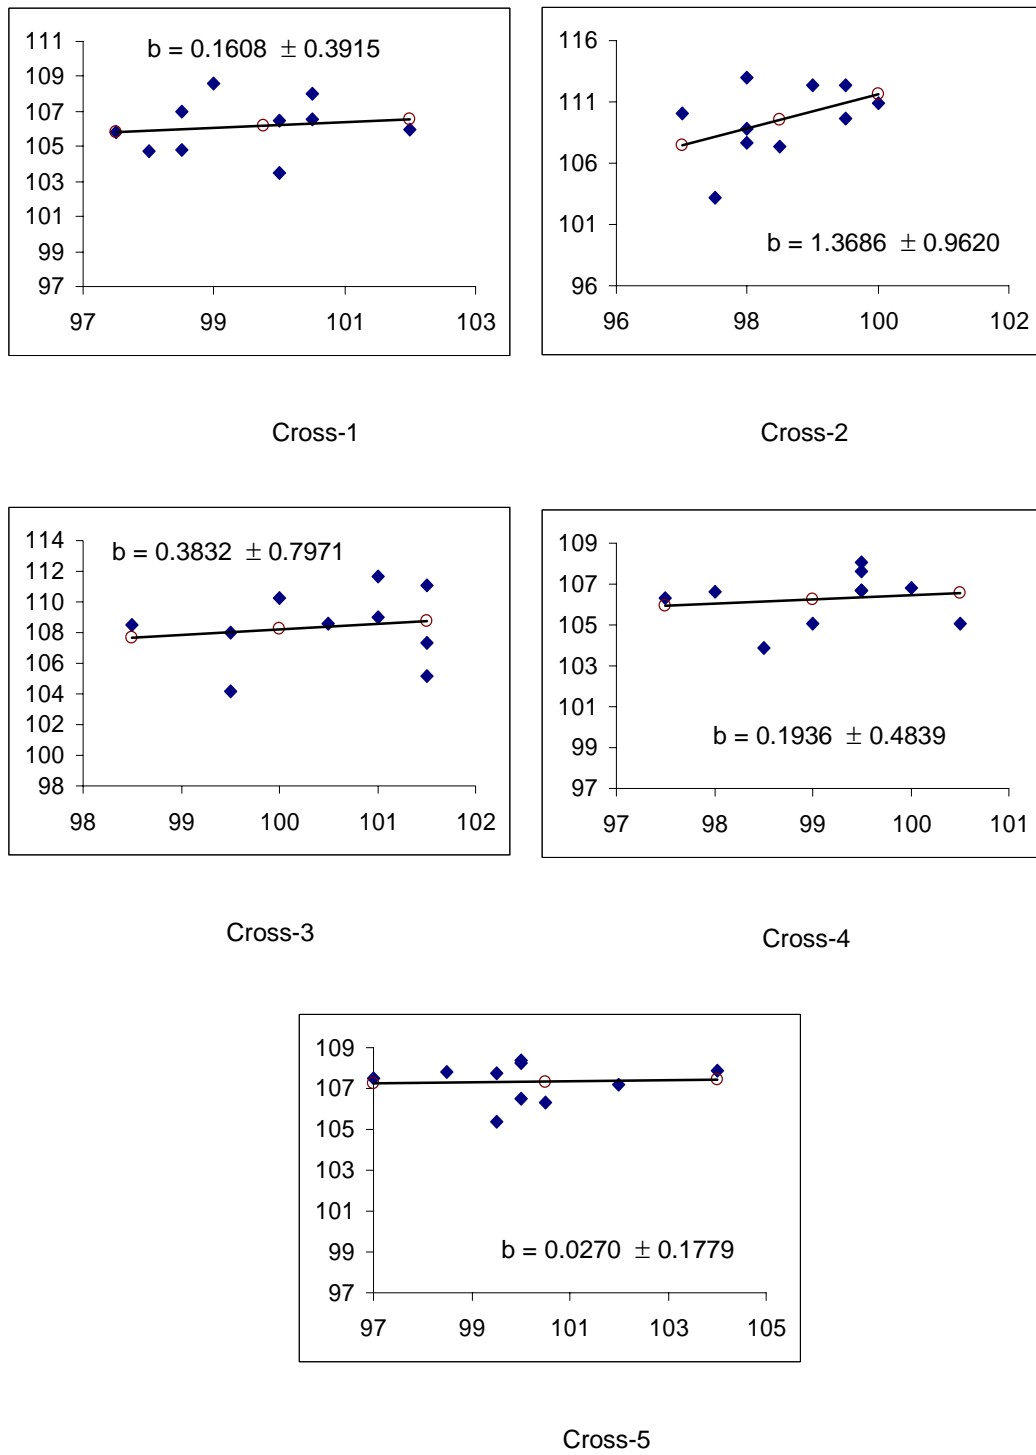 b = 0.1608 ± 0.3915
111
109
107
105
103
101
99
97
97 99 101 103
Cross-1
116
111
106
101
96
b = 1.3686 ± 0.9620
96 98 100 102
Cross-2
b = 0.3832 ± 0.7971
114
112
110
108
106
104
102
100
98
98 99 100 101 102
Cross-3
109
107
105
103
101
99
97
b = 0.1936 ± 0.4839
97 98 99 100 101
Cross-4
109
107
105
103
101
99
97
b = 0.0270 ± 0.1779
97 99 101 103 105
Cross-5